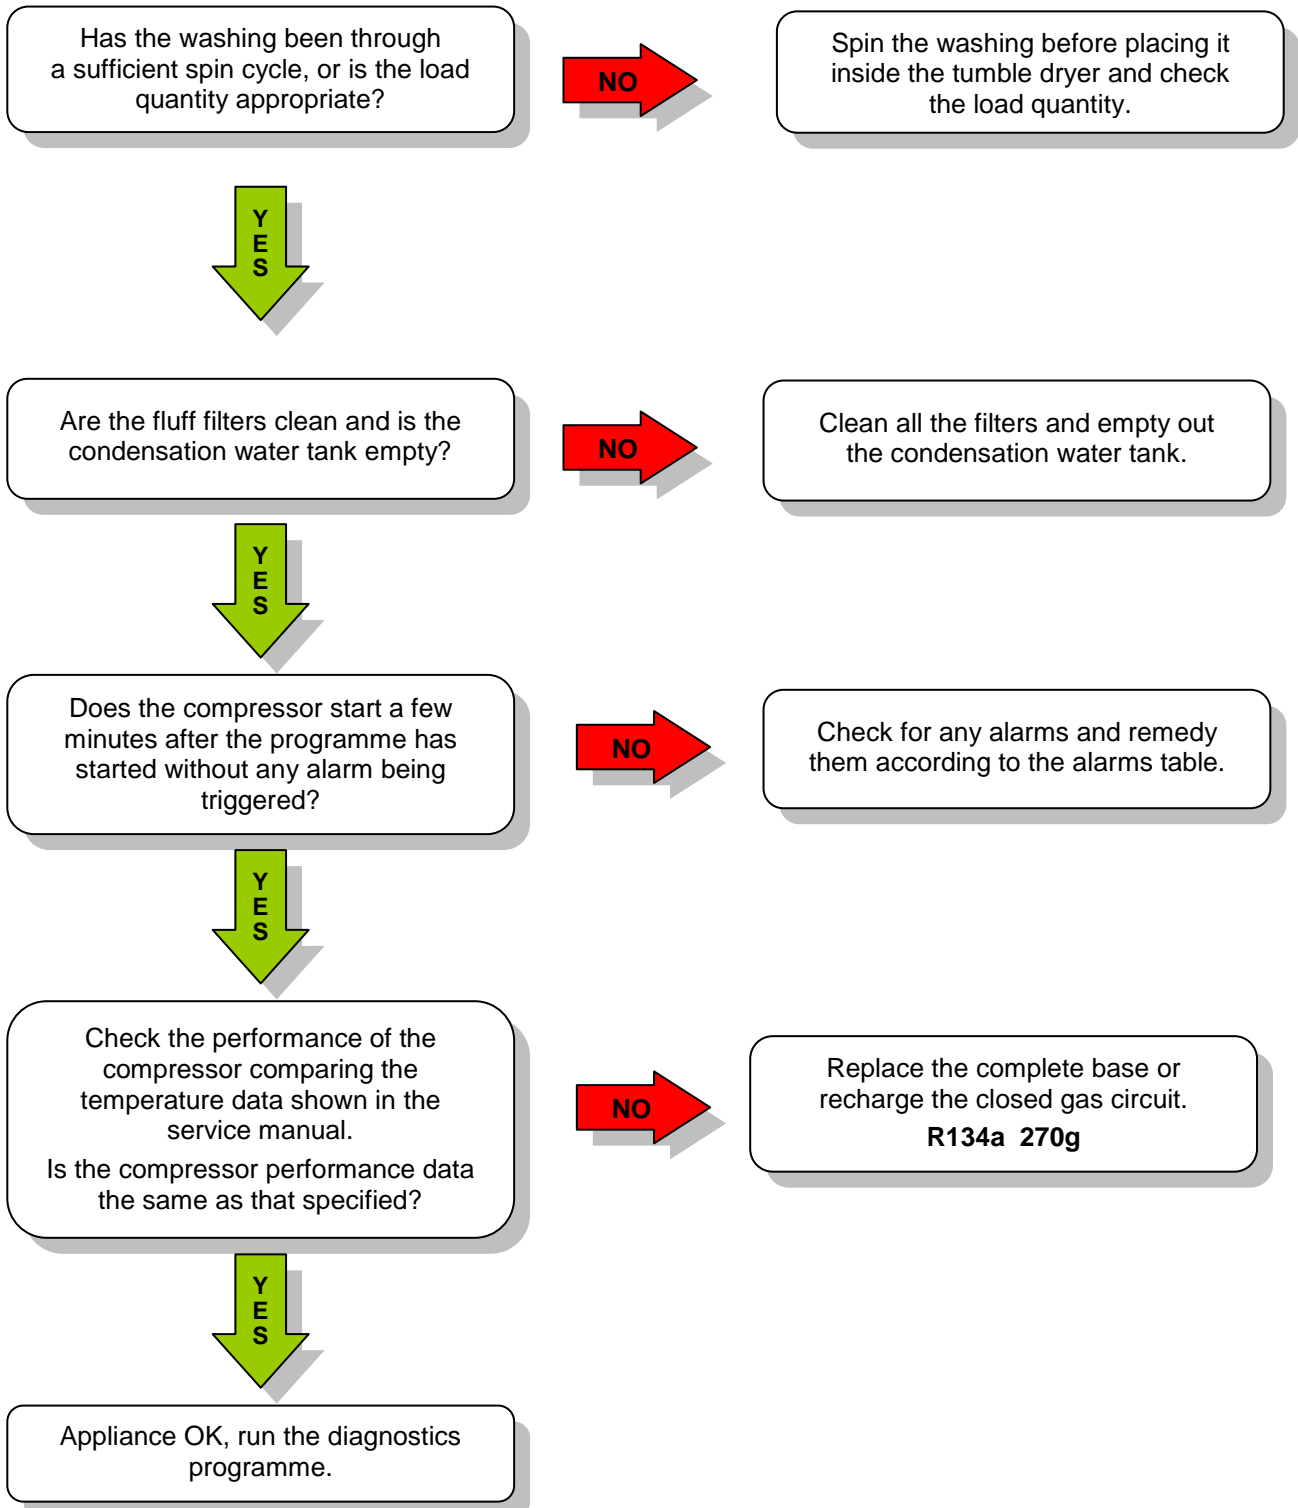 Has the washing been through
a sufficient spin cycle, or is the load
quantity appropriate?
NO
Spin the washing before placing it
inside the tumble dryer and check
the load quantity.
Y
E
S
Are the fluff filters clean and is the
condensation water tank empty?
NO
Clean all the filters and empty out
the condensation water tank.
Y
E
S
Does the compressor start a few
minutes after the programme has
started without any alarm being
triggered?
NO
Check for any alarms and remedy
them according to the alarms table.
Y
E
S
Check the performance of the
compressor comparing the
temperature data shown in the
service manual.
Is the compressor performance data
the same as that specified?
NO
Replace the complete base or
recharge the closed gas circuit.
R134a 270g
Y
E
S
Appliance OK, run the diagnostics
programme.